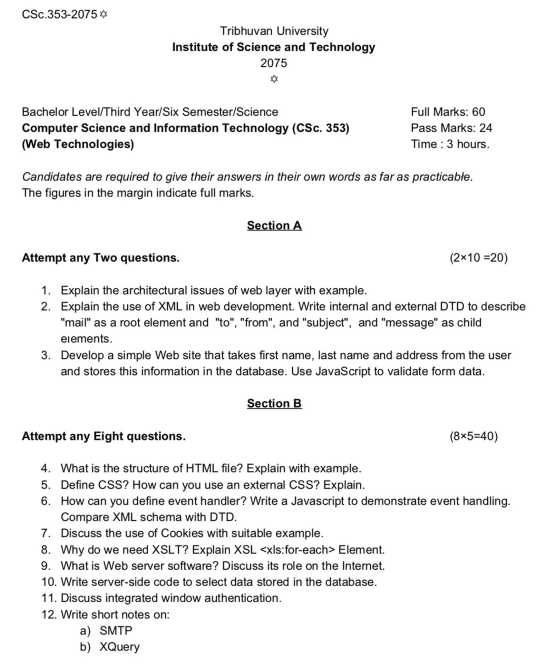 CSc.353-2075✡
Tribhuvan University
Institute of Science and Technology
2075
✡
Bachelor Level/Third Year/Six Semester/Science Full Marks: 60
Computer Science and Information Technology (CSc. 353) Pass Marks: 24
(Web Technologies) Time : 3 hours.
Candidates are required to give their answers in their own words as far as practicable.
The figures in the margin indicate full marks.
Section A
Attempt any Two questions. (2×10 =20)
1. Explain the architectural issues of web layer with example.
2. Explain the use of XML in web development. Write internal and external DTD to describe
"mail" as a root element and "to", "from", and "subject", and "message" as child
elements.
3. Develop a simple Web site that takes first name, last name and address from the user
and stores this information in the database. Use JavaScript to validate form data.
Section B
Attempt any Eight questions. (8×5=40)
4. What is the structure of HTML file? Explain with example.
5. Define CSS? How can you use an external CSS? Explain.
6. How can you define event handler? Write a Javascript to demonstrate event handling.
Compare XML schema with DTD.
7. Discuss the use of Cookies with suitable example.
8. Why do we need XSLT? Explain XSL <xls:for-each> Element.
9. What is Web server software? Discuss its role on the Internet.
10. Write server-side code to select data stored in the database.
11. Discuss integrated window authentication.
12. Write short notes on:
a) SMTP
b) XQuery